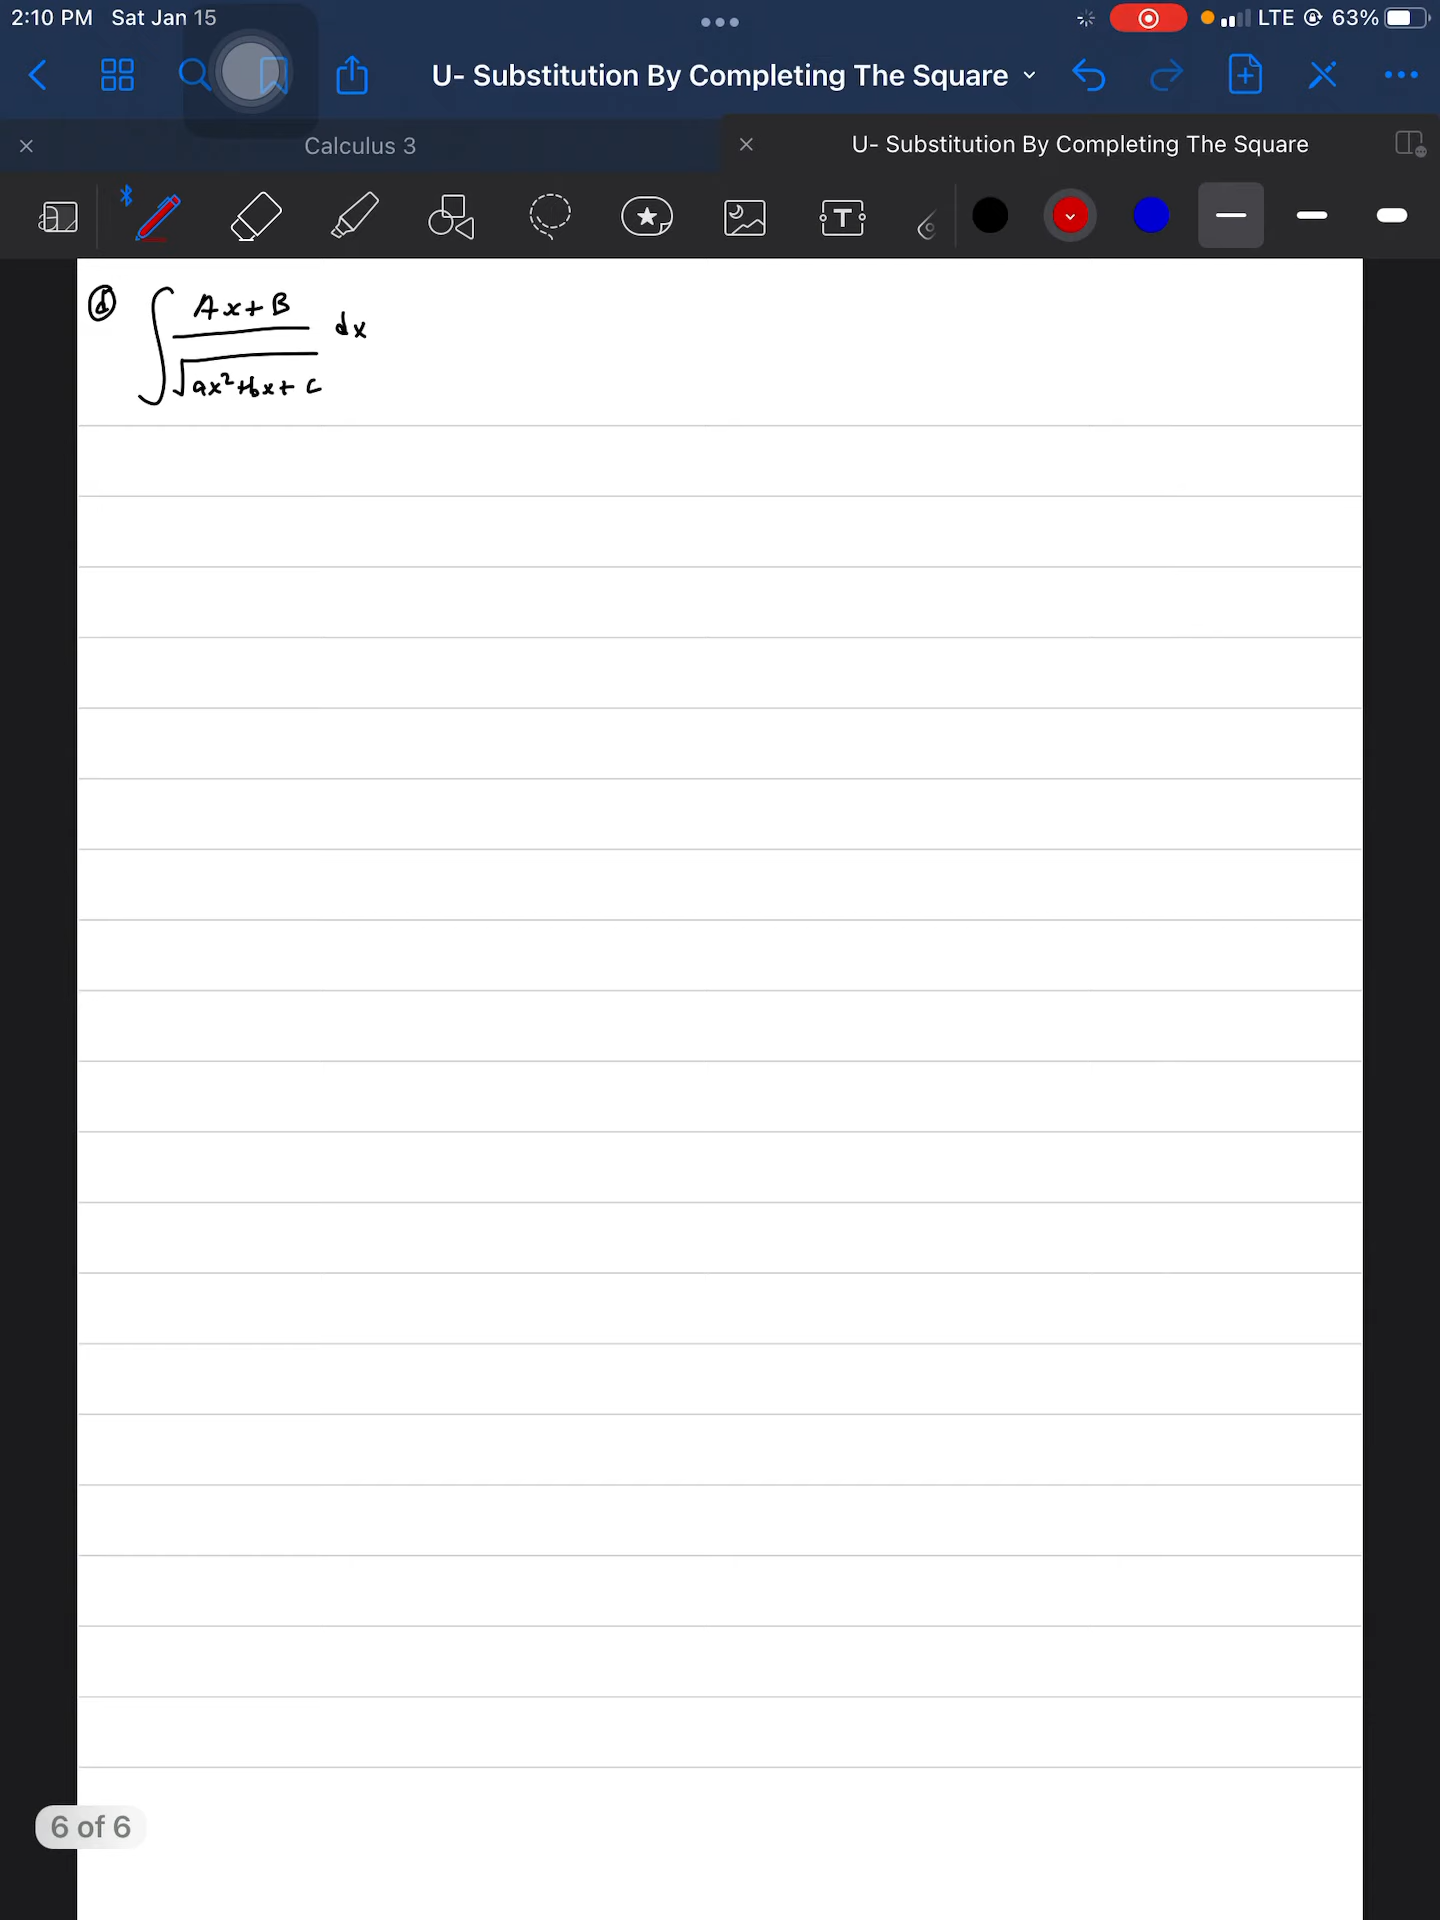 2:10 PM Sat Jan 15
LTE 63%
U- Substitution By Completing The Square
Calculus 3
U- Substitution By Completing The Square
T
d ∫ (Ax+B)/√(ax²+bx+c) dx
6 of 6